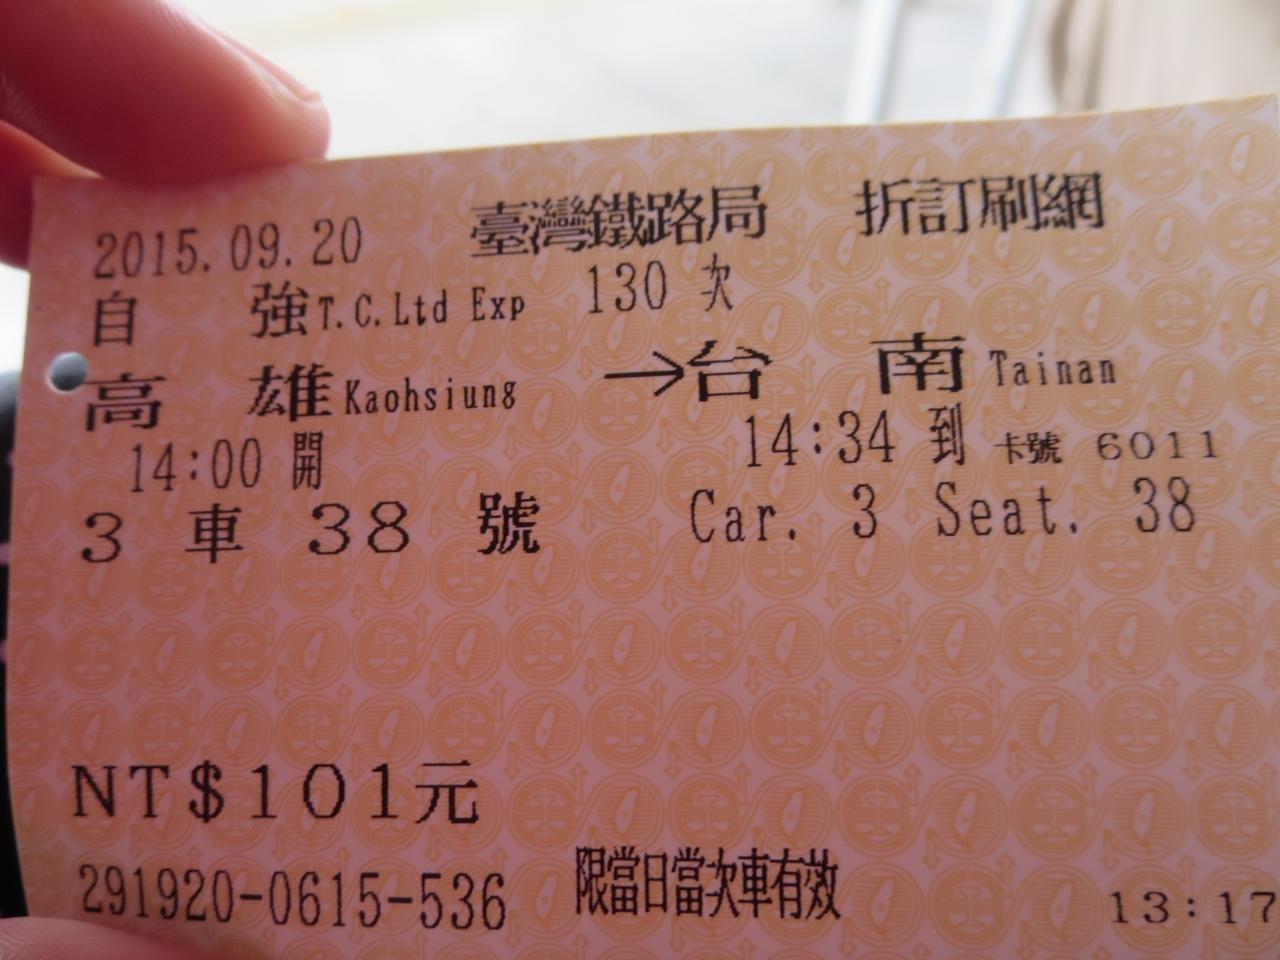 2015.09.20 臺灣鐵路局 折訂刷網
自 強 T.C.Ltd Exp 130 次
高 雄 Kaohsiung →台 南 Tainan
14:00 開 14:34 到 卡號 6011
3 車 38 號 Car. 3 Seat. 38
NT$101元
291920-0615-536 限當日當次車有效 13:17